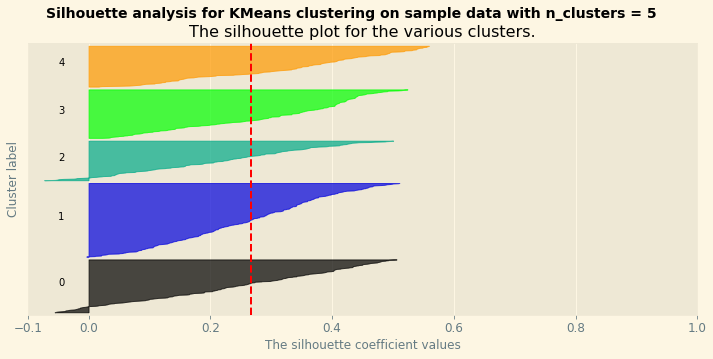 Silhouette analysis for KMeans clustering on sample data with n_clusters = 5
The silhouette plot for the various clusters.
4
3
2
1
0
Cluster label
−0.1 0.0 0.2 0.4 0.6 0.8 1.0
The silhouette coefficient values